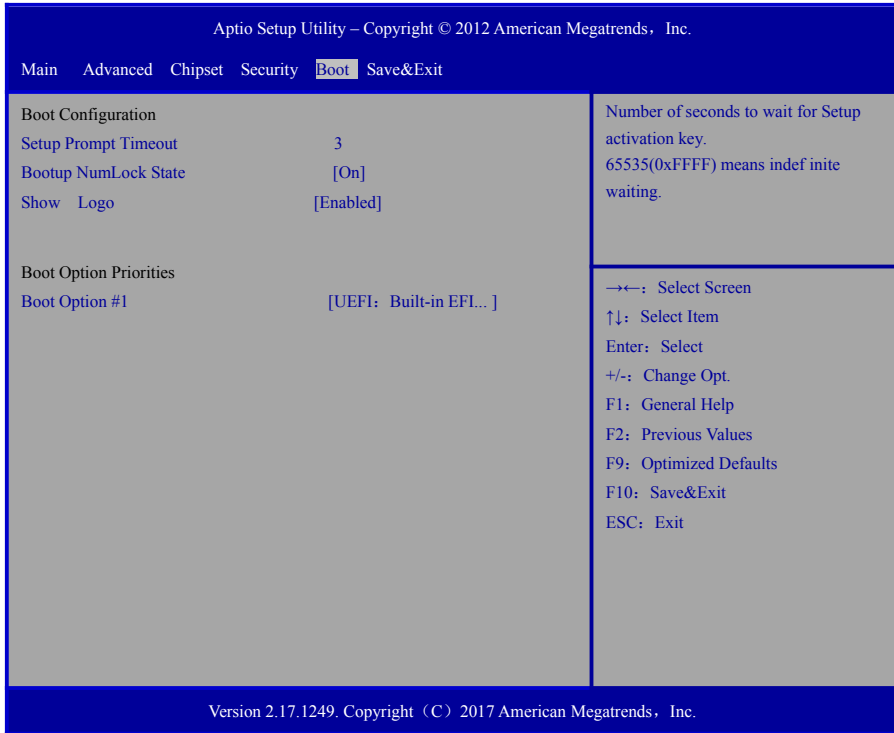 Aptio Setup Utility – Copyright © 2012 American Megatrends，Inc.
Main Advanced Chipset Security Boot Save&Exit
Boot Configuration
Setup Prompt Timeout 3
Bootup NumLock State [On]
Show Logo [Enabled]
Boot Option Priorities
Boot Option #1 [UEFI：Built-in EFI... ]
Number of seconds to wait for Setup
activation key.
65535(0xFFFF) means indef inite
waiting.
→←：Select Screen
↑↓：Select Item
Enter：Select
+/-：Change Opt.
F1：General Help
F2：Previous Values
F9：Optimized Defaults
F10：Save&Exit
ESC：Exit
Version 2.17.1249. Copyright（C）2017 American Megatrends，Inc.